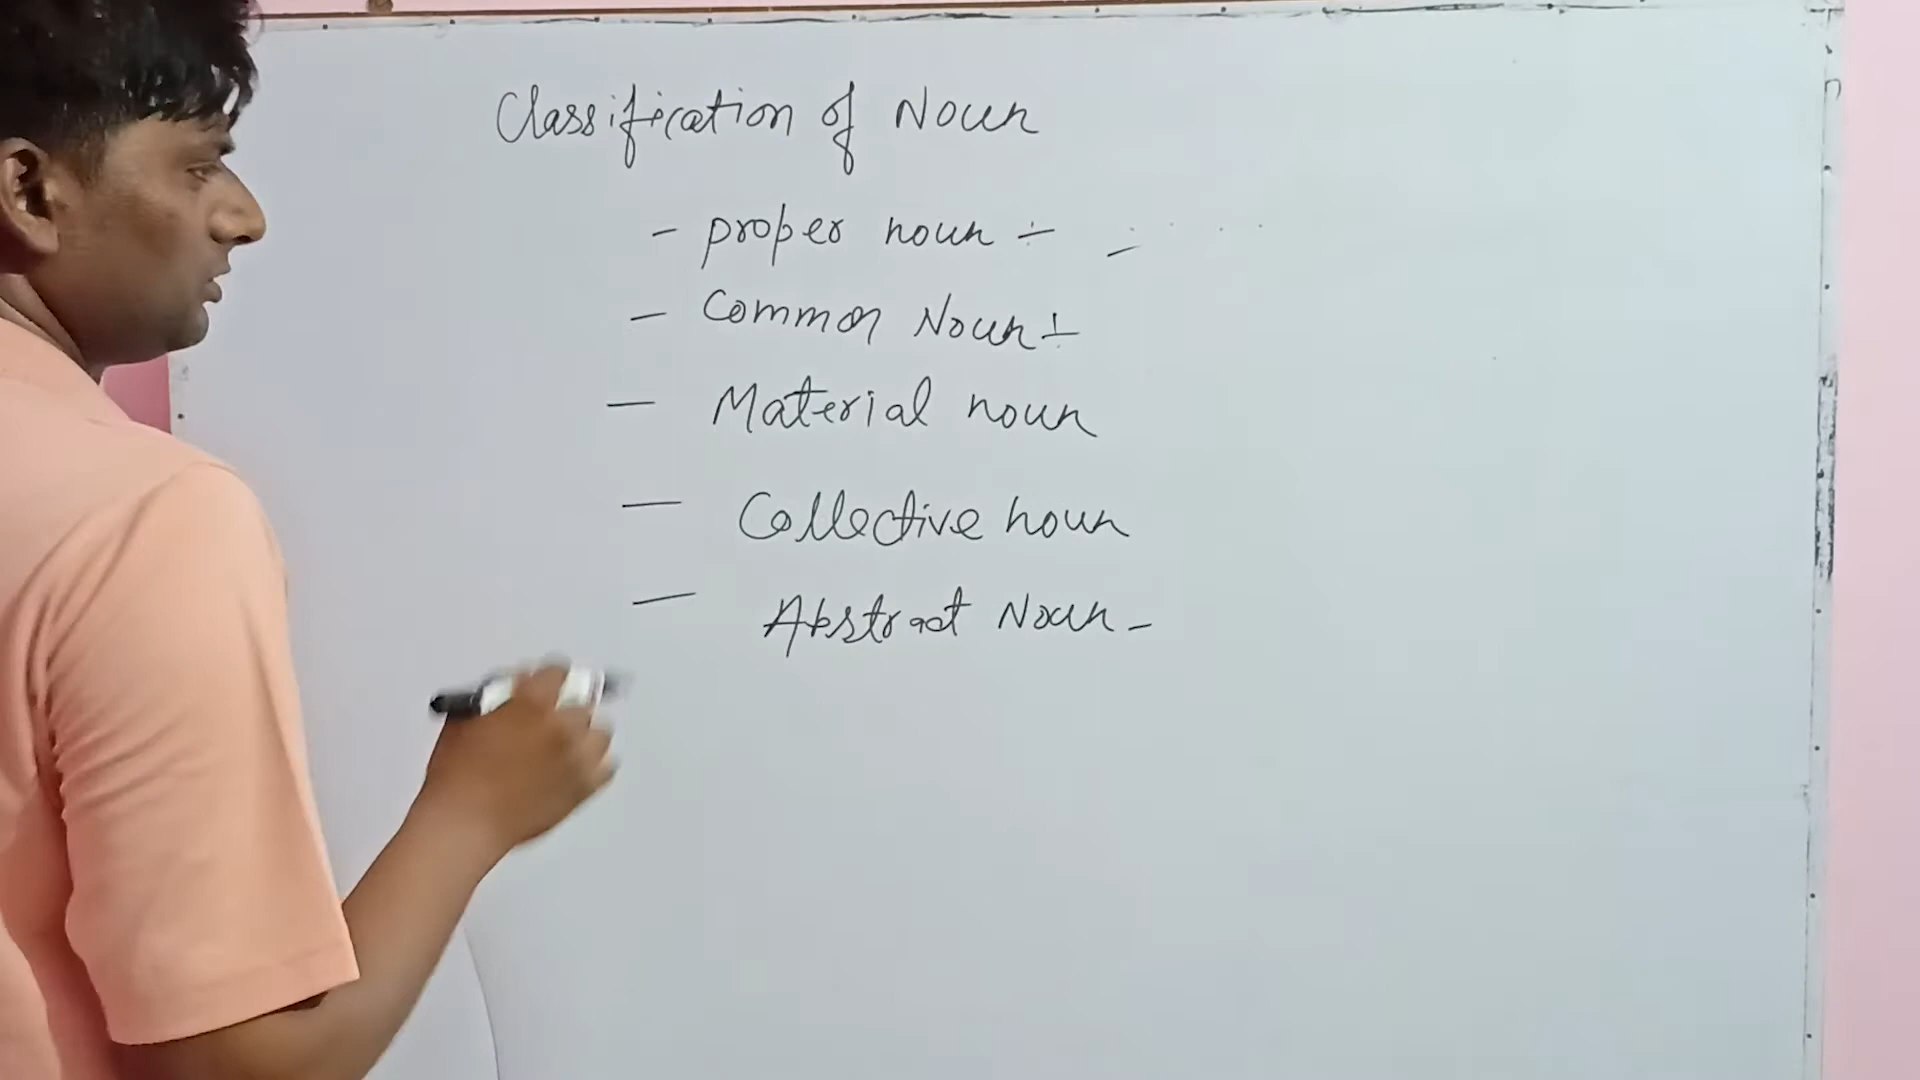 Classification of Noun
- proper noun ÷ -
- Common Noun ÷
- Material noun
- Collective noun
- Abstract Noun -